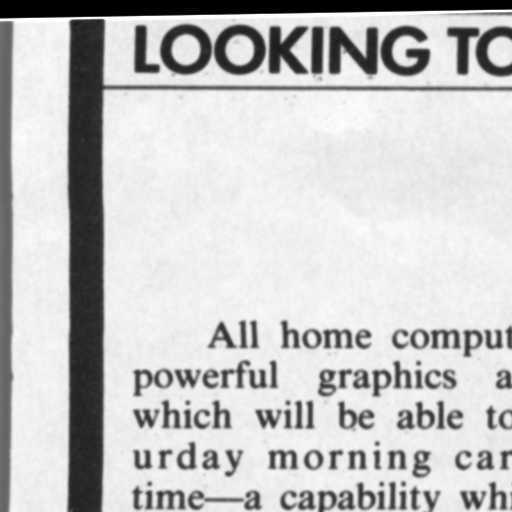 LOOKING TO
All home comput
powerful graphics a
which will be able to
urday morning car
time—a capability whi